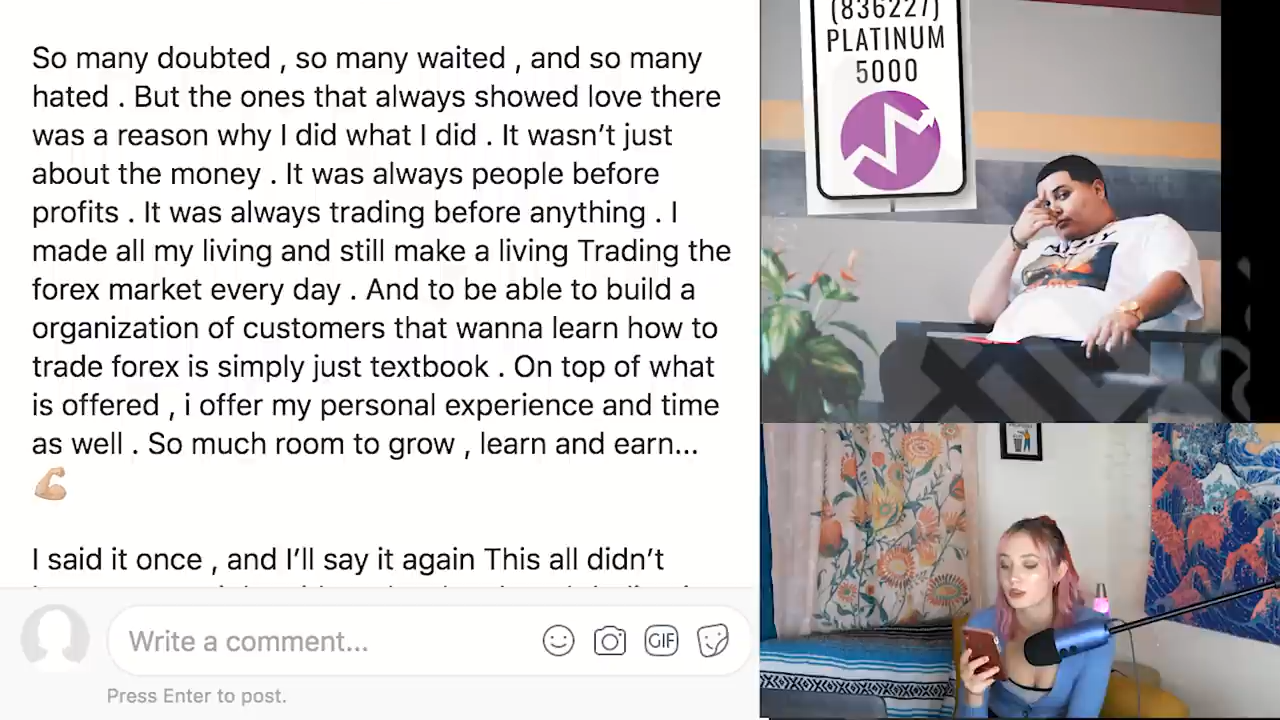 So many doubted , so many waited , and so many
hated . But the ones that always showed love there
was a reason why I did what I did . It wasn’t just
about the money . It was always people before
profits . It was always trading before anything . I
made all my living and still make a living Trading the
forex market every day . And to be able to build a
organization of customers that wanna learn how to
trade forex is simply just textbook . On top of what
is offered , i offer my personal experience and time
as well . So much room to grow , learn and earn...
💪🏼
I said it once , and I’ll say it again This all didn’t
Write a comment...
GIF
Press Enter to post.
(836227)
PLATINUM
5000